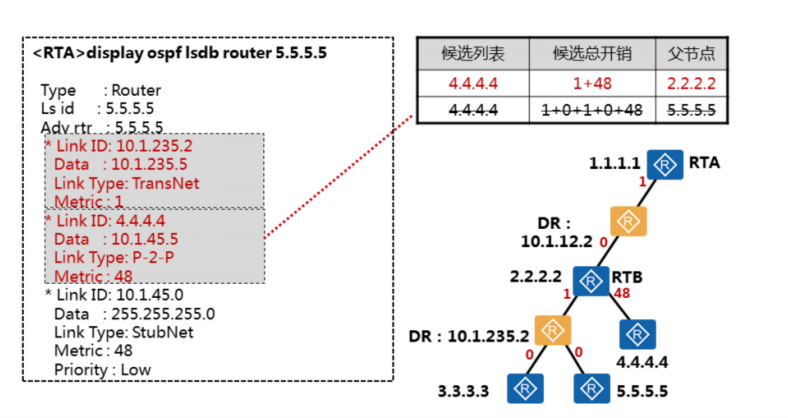 <RTA>display ospf lsdb router 5.5.5.5
Type : Router
Ls id : 5.5.5.5
Adv rtr : 5.5.5.5
* Link ID: 10.1.235.2
Data : 10.1.235.5
Link Type: TransNet
Metric : 1
* Link ID: 4.4.4.4
Data : 10.1.45.5
Link Type: P-2-P
Metric : 48
* Link ID: 10.1.45.0
Data : 255.255.255.0
Link Type: StubNet
Metric : 48
Priority : Low
候选列表 候选总开销 父节点
4.4.4.4 1+48 2.2.2.2
4.4.4.4 1+0+1+0+48 5.5.5.5
1.1.1.1 RTA
1
DR：
10.1.12.2 0
2.2.2.2 RTB
1 48
DR：10.1.235.2
0 0
4.4.4.4
3.3.3.3 5.5.5.5